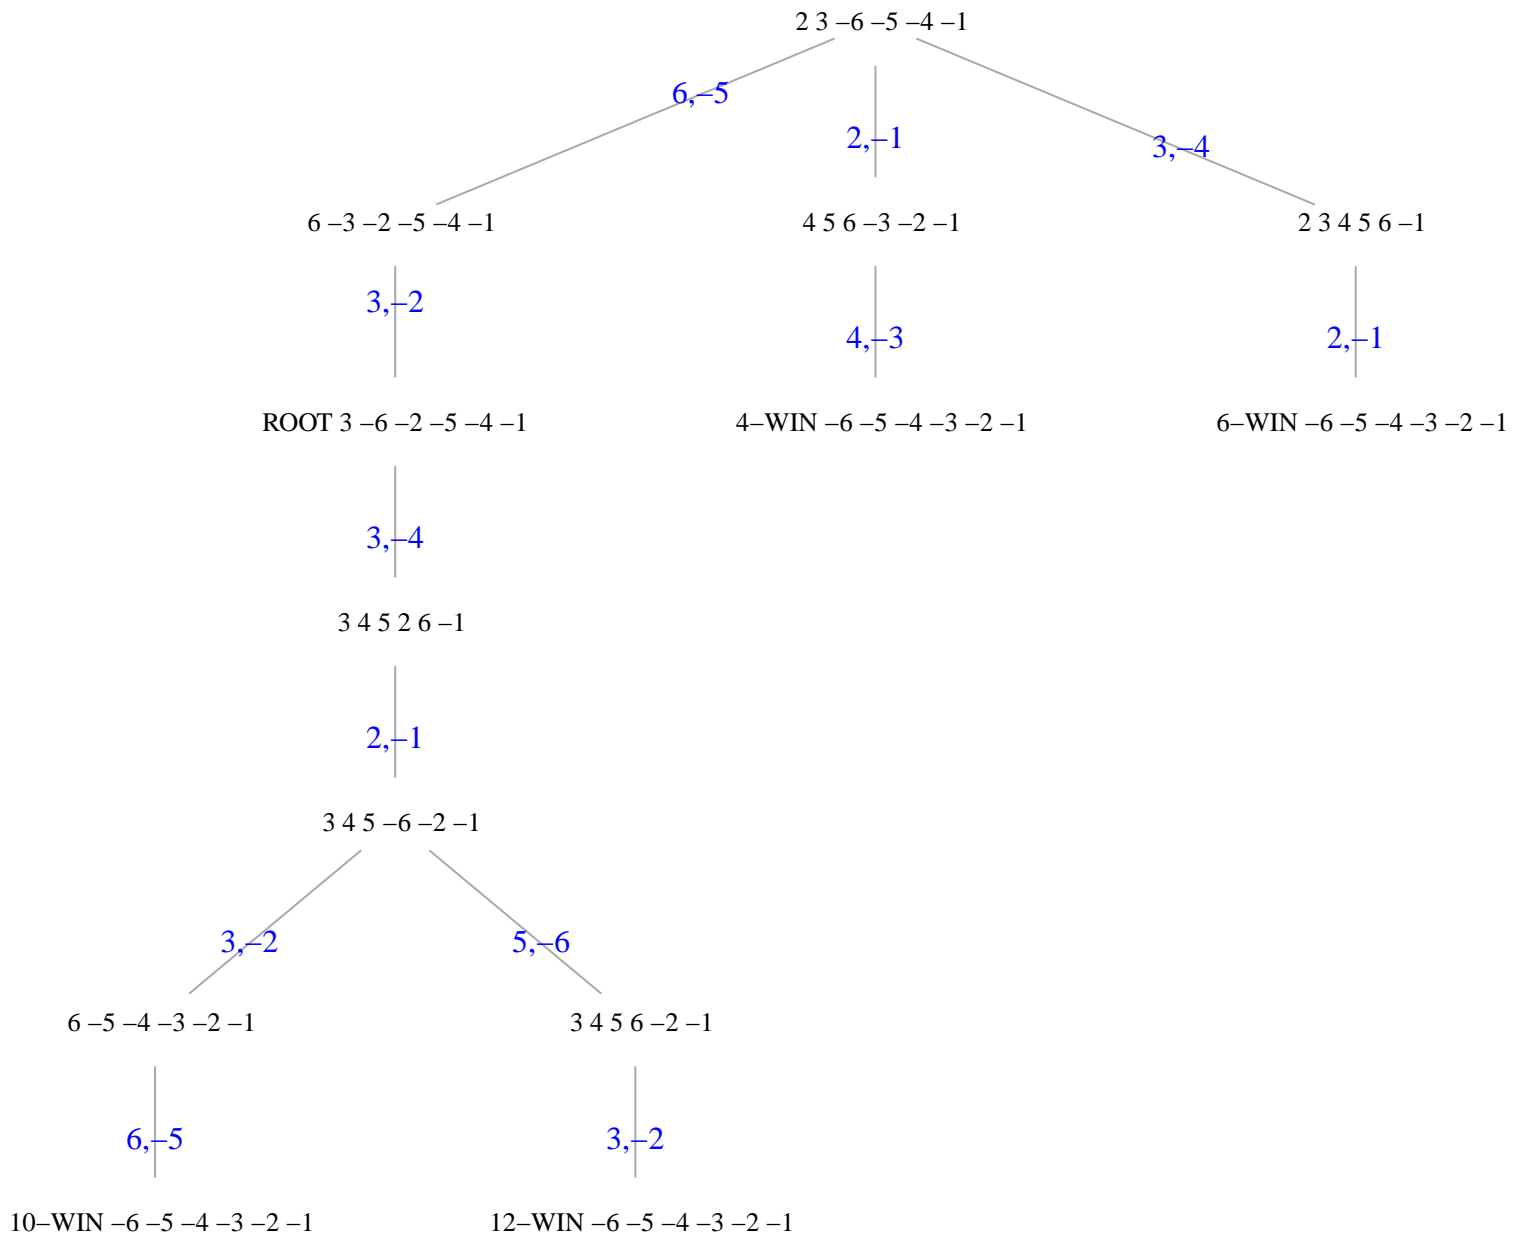 2 3 –6 –5 –4 –1
6,–5
2,–1
3,–4
6 –3 –2 –5 –4 –1
4 5 6 –3 –2 –1
2 3 4 5 6 –1
3,–2
4,–3
2,–1
ROOT 3 –6 –2 –5 –4 –1
4–WIN –6 –5 –4 –3 –2 –1
6–WIN –6 –5 –4 –3 –2 –1
3,–4
3 4 5 2 6 –1
2,–1
3 4 5 –6 –2 –1
3,–2
5,–6
6 –5 –4 –3 –2 –1
3 4 5 6 –2 –1
6,–5
3,–2
10–WIN –6 –5 –4 –3 –2 –1
12–WIN –6 –5 –4 –3 –2 –1